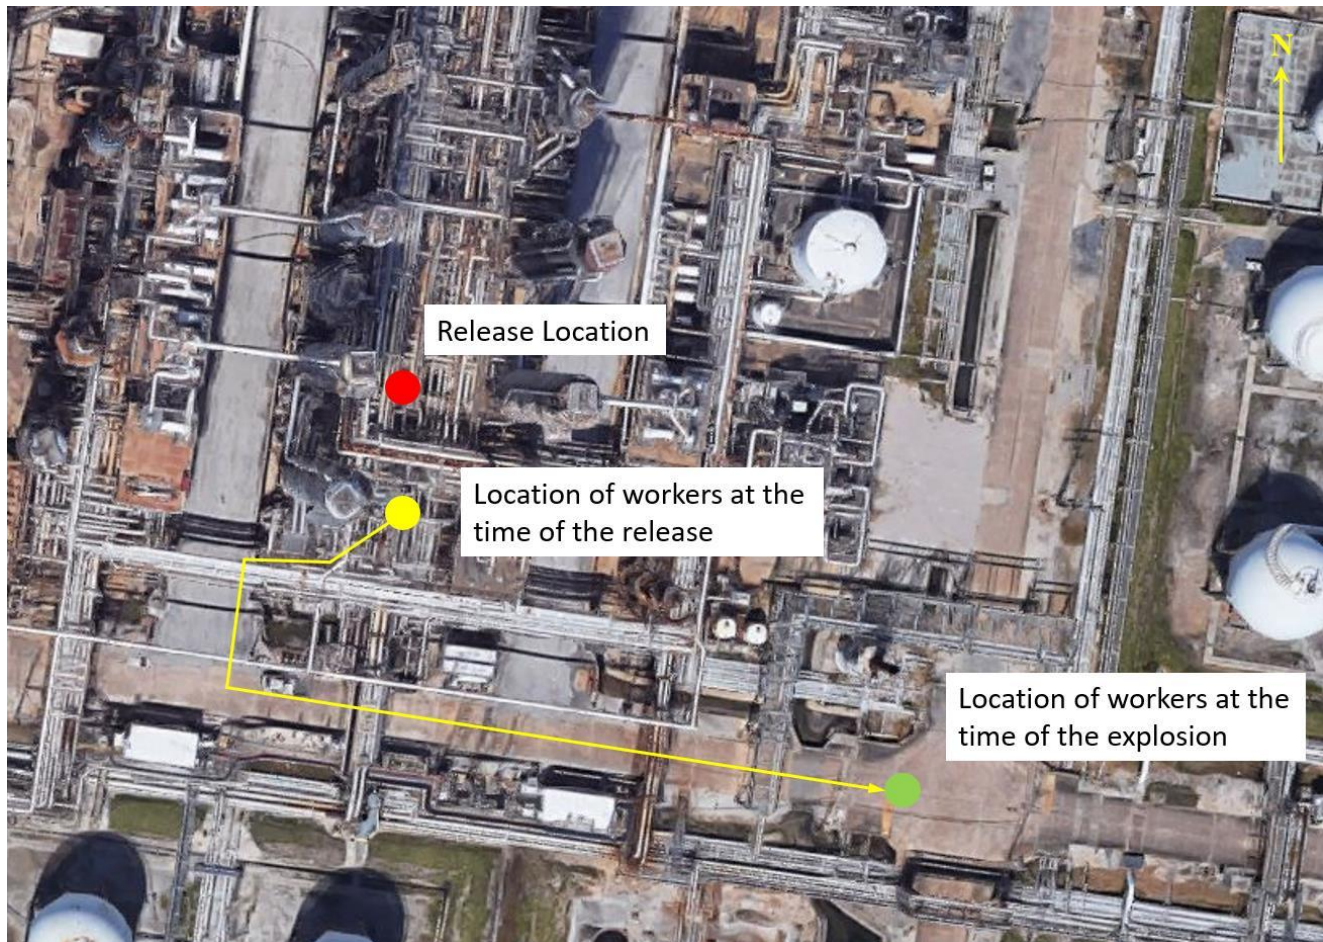 N
Release Location
Location of workers at the
time of the release
Location of workers at the
time of the explosion